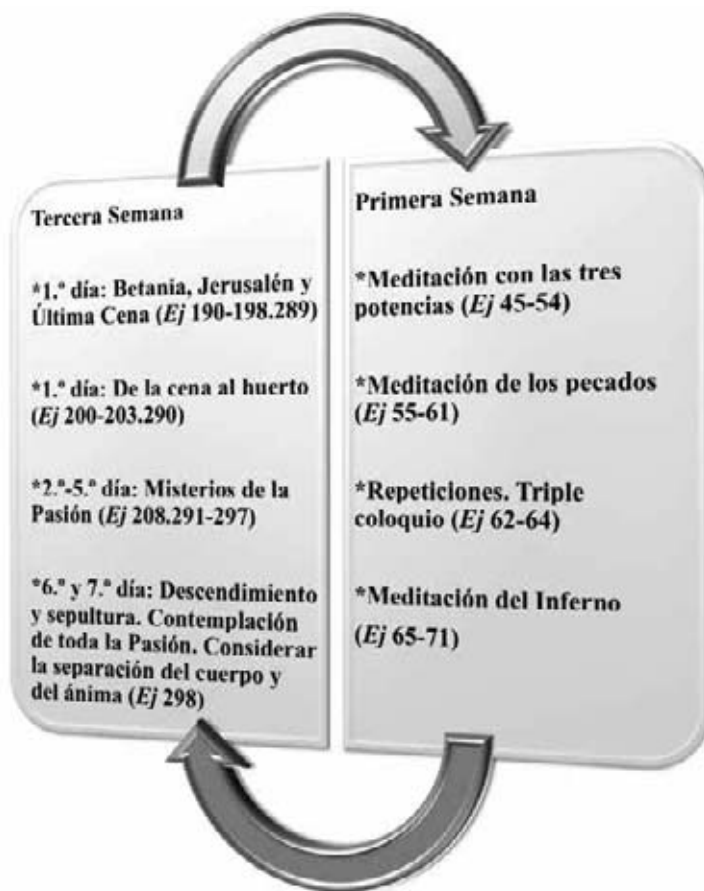 Tercera Semana
*1.ª día: Betania, Jerusalén y
Última Cena (Ej 190-198.289)
*1.ª día: De la cena al huerto
(Ej 200-203.290)
*2.ª-5.ª día: Misterios de la
Pasión (Ej 208.291-297)
*6.ª y 7.ª día: Descendimiento
y sepultura. Contemplación
de toda la Pasión. Considerar
la separación del cuerpo y
del ánima (Ej 298)
Primera Semana
*Meditación con las tres
potencias (Ej 45-54)
*Meditación de los pecados
(Ej 55-61)
*Repeticiones. Triple
coloquio (Ej 62-64)
*Meditación del Inferno
(Ej 65-71)